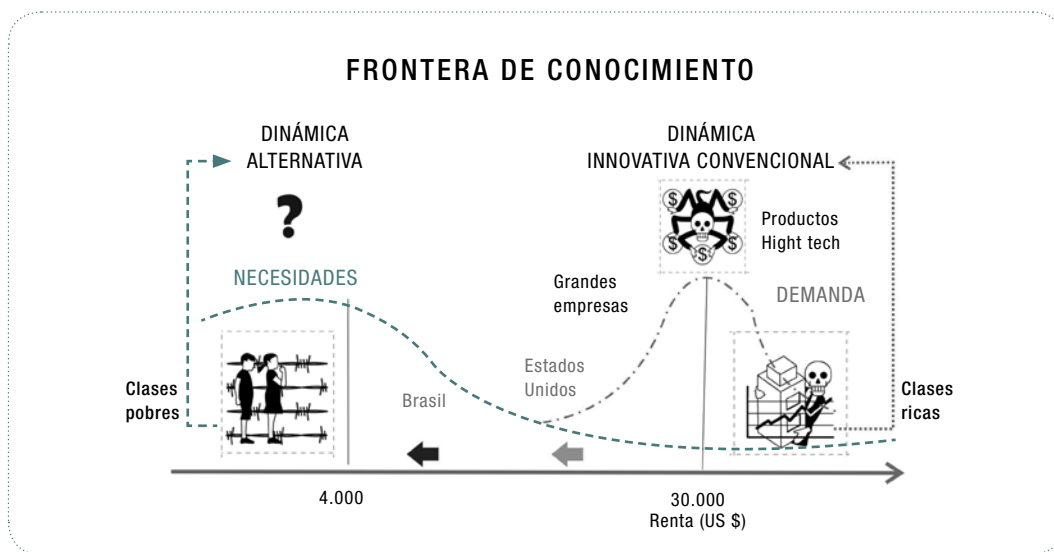 FRONTERA DE CONOCIMIENTO
DINÁMICA
ALTERNATIVA
?
NECESIDADES
Clases
pobres
Brasil
Estados
Unidos
Grandes
empresas
DINÁMICA
INNOVATIVA CONVENCIONAL
$ $
$ $
$
Productos
Hight tech
DEMANDA
Clases
ricas
4.000
30.000
Renta (US $)